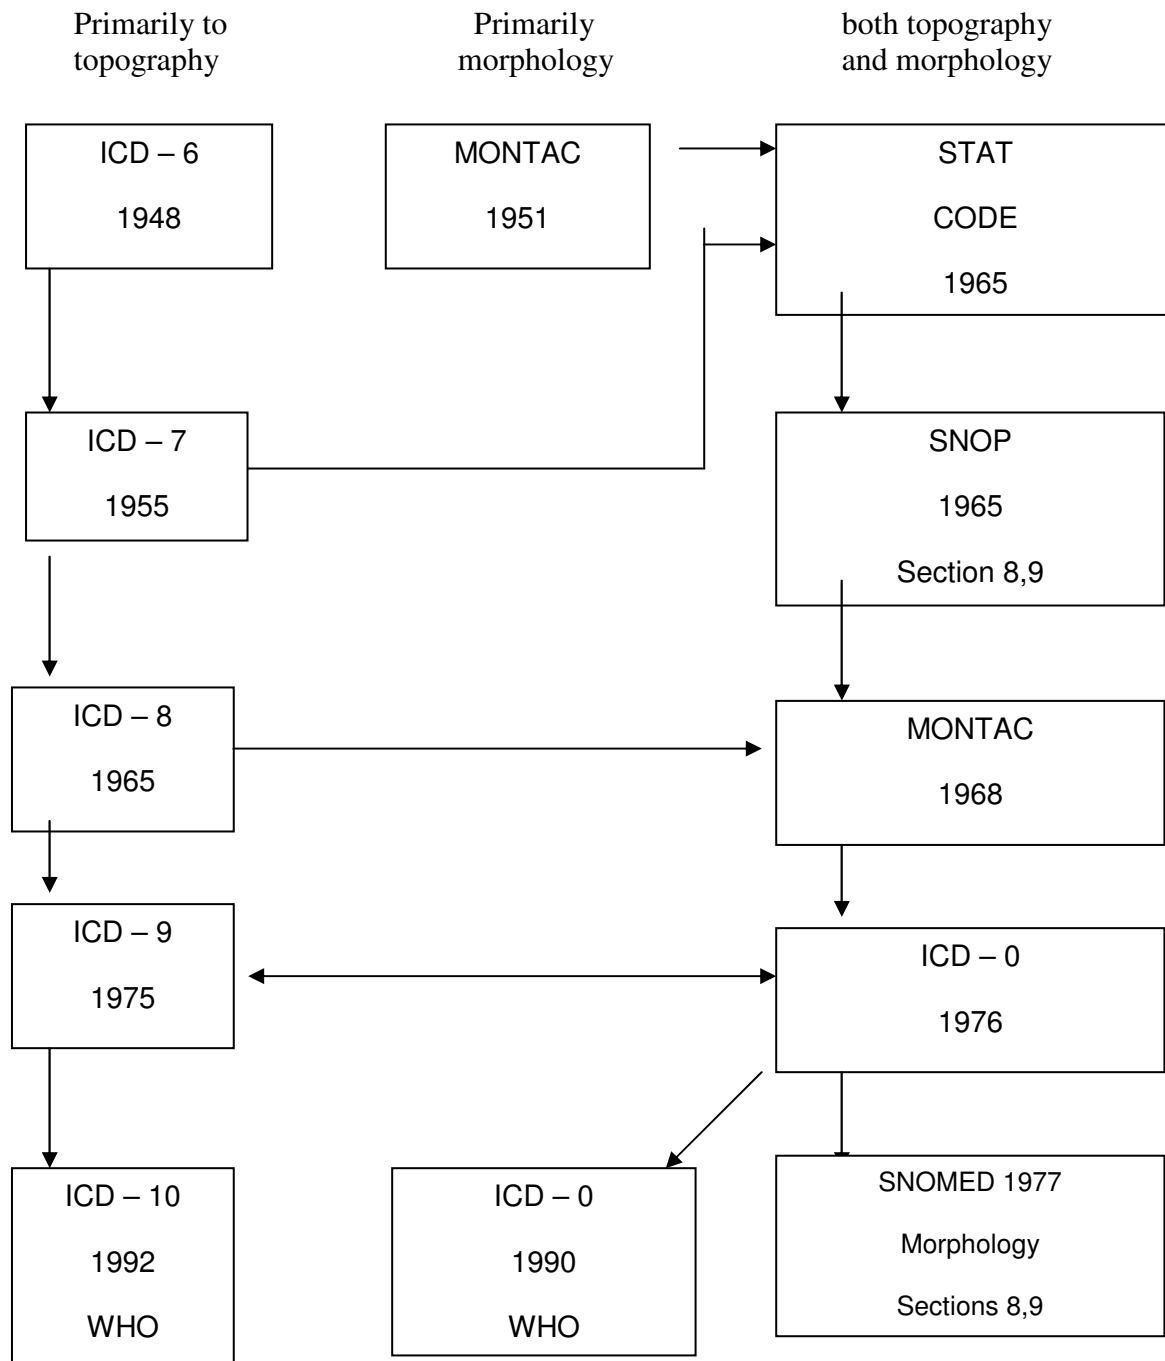 Primarily to
topography
Primarily
morphology
both topography
and morphology
ICD – 6
1948
MONTAC
1951
STAT
CODE
1965
ICD – 7
1955
SNOP
1965
Section 8,9
ICD – 8
1965
MONTAC
1968
ICD – 9
1975
ICD – 0
1976
ICD – 10
1992
WHO
ICD – 0
1990
WHO
SNOMED 1977
Morphology
Sections 8,9